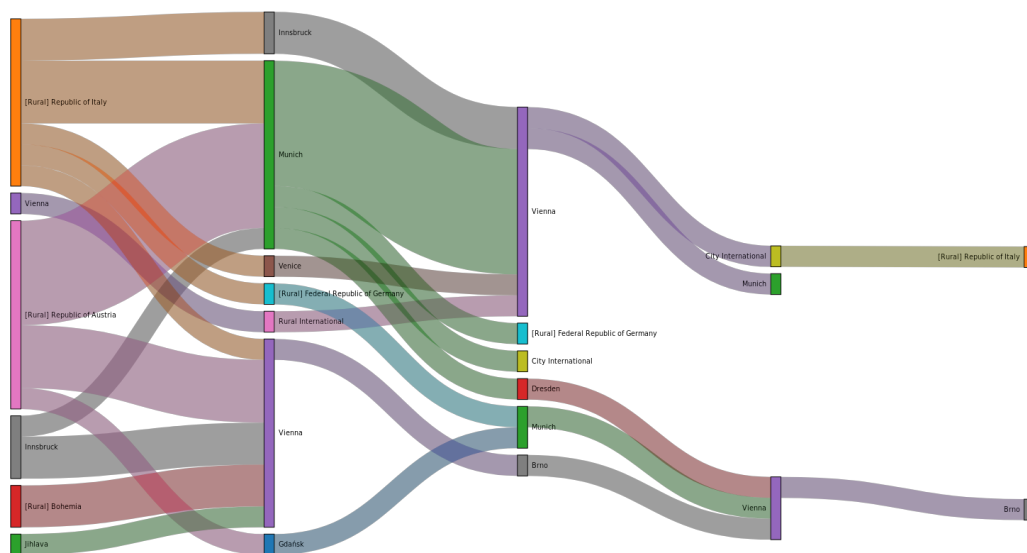 [Rural] Republic of Italy
Vienna
[Rural] Republic of Austria
Innsbruck
[Rural] Bohemia
Jihlava
Innsbruck
Munich
Venice
[Rural] Federal Republic of Germany
Rural International
Vienna
Gdańsk
Vienna
[Rural] Federal Republic of Germany
City International
Dresden
Munich
Brno
City International
Munich
Vienna
[Rural] Republic of Italy
Brno